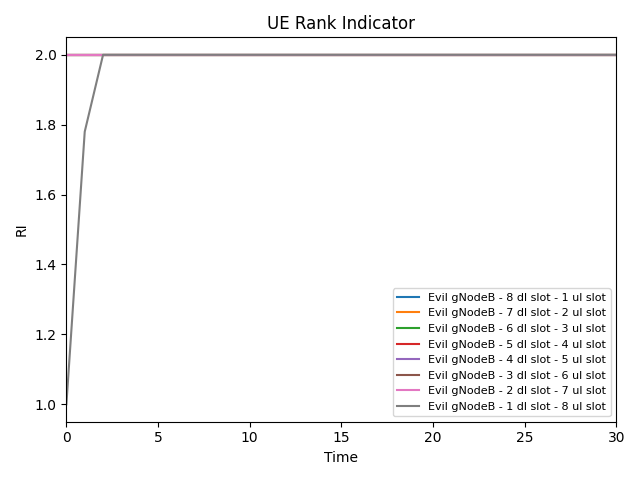 UE Rank Indicator
2.0
1.8
1.6
1.4
1.2
1.0
RI
Evil gNodeB - 8 dl slot - 1 ul slot
Evil gNodeB - 7 dl slot - 2 ul slot
Evil gNodeB - 6 dl slot - 3 ul slot
Evil gNodeB - 5 dl slot - 4 ul slot
Evil gNodeB - 4 dl slot - 5 ul slot
Evil gNodeB - 3 dl slot - 6 ul slot
Evil gNodeB - 2 dl slot - 7 ul slot
Evil gNodeB - 1 dl slot - 8 ul slot
0 5 10 15 20 25 30
Time